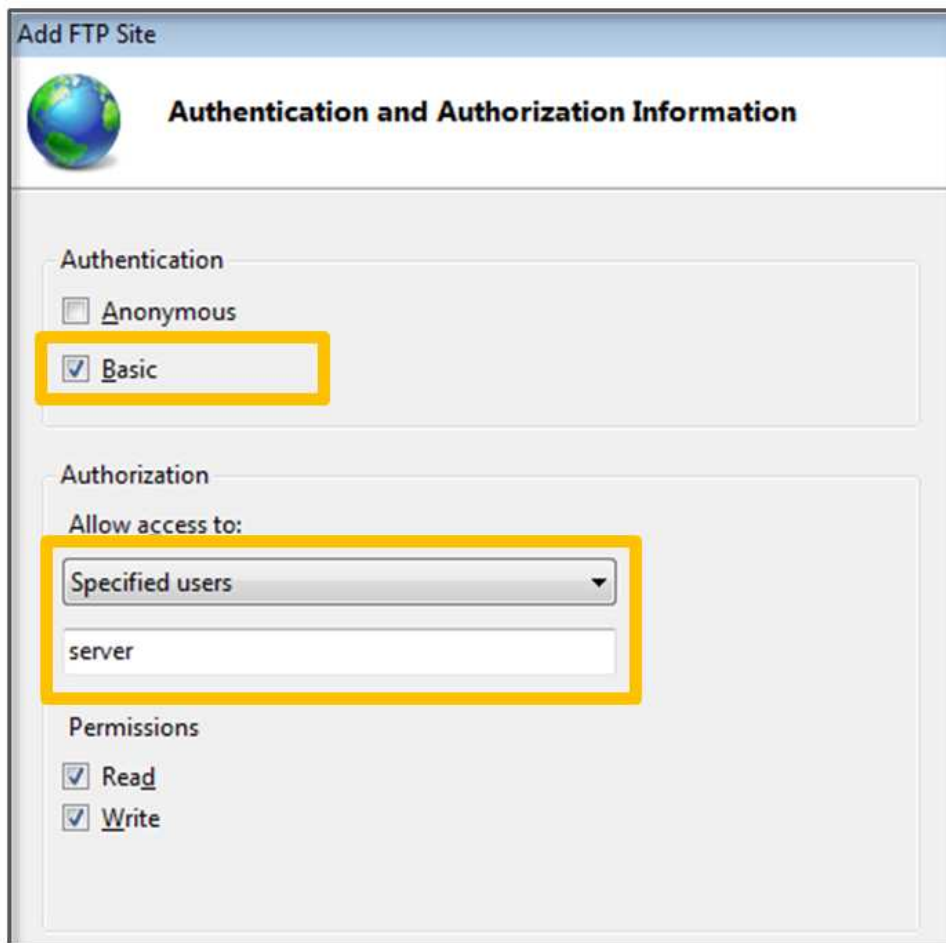 Add FTP Site
Authentication and Authorization Information
Authentication
Anonymous
Basic
Authorization
Allow access to:
Specified users
server
Permissions
Read
Write